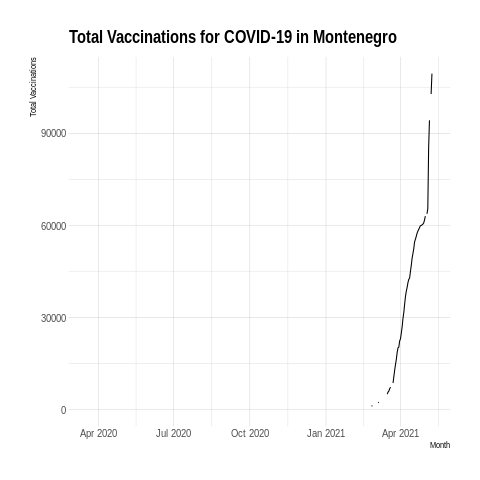 Total Vaccinations for COVID-19 in Montenegro
Total Vaccinations
90000
60000
30000
0
Apr 2020 Jul 2020 Oct 2020 Jan 2021 Apr 2021
Month